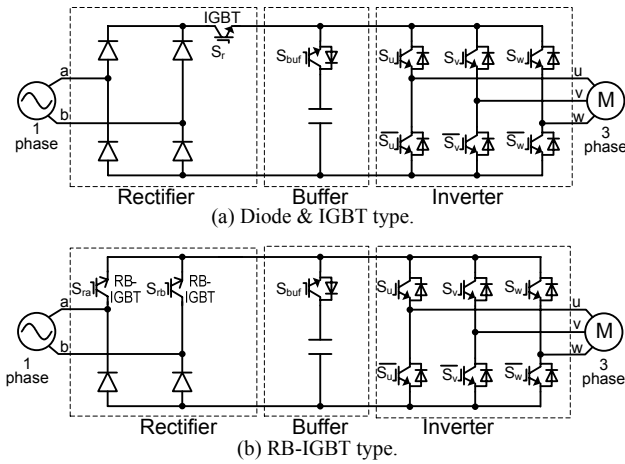 IGBT
Sr
Sbuf
Su
Sv
Sw
a
u
v
M
b
w
1
phase
3
phase
Su
Sv
Sw
Rectifier
Buffer
Inverter
(a) Diode & IGBT type.
Sra
RB-
IGBT
Srb
RB-
IGBT
Sbuf
Su
Sv
Sw
a
u
v
M
b
w
1
phase
3
phase
Su
Sv
Sw
Rectifier
Buffer
Inverter
(b) RB-IGBT type.